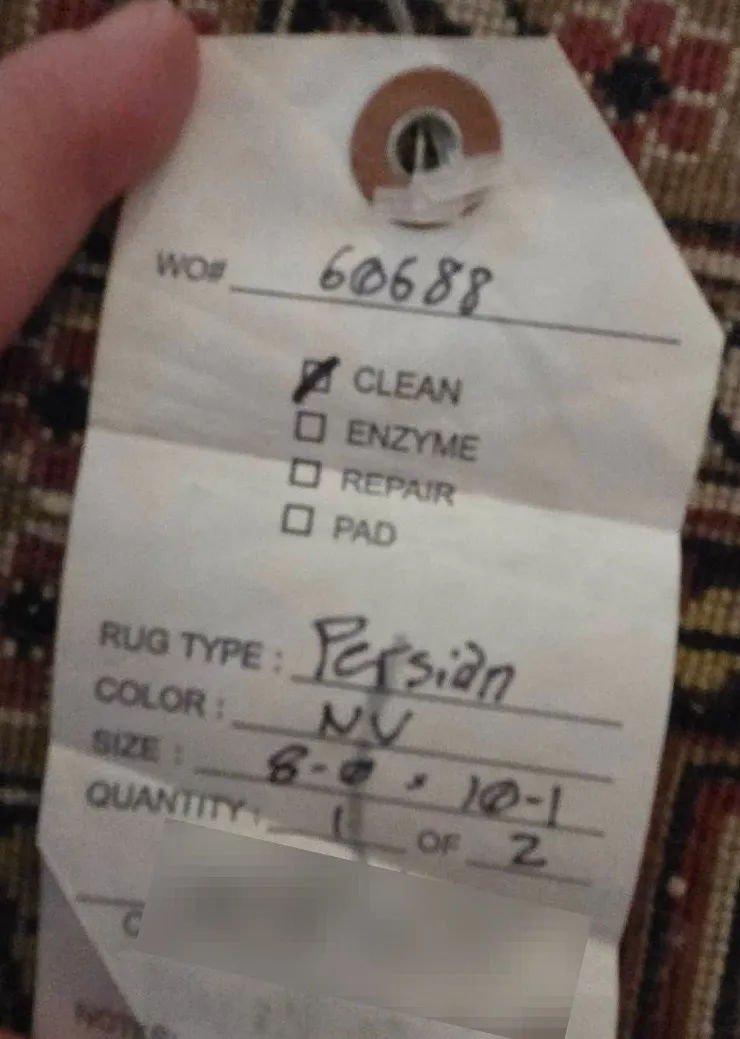 WO# 60688
CLEAN
ENZYME
REPAIR
PAD
RUG TYPE : Persian
COLOR : NV
SIZE : 8-0 x 10-1
QUANTITY : 1 OF 2